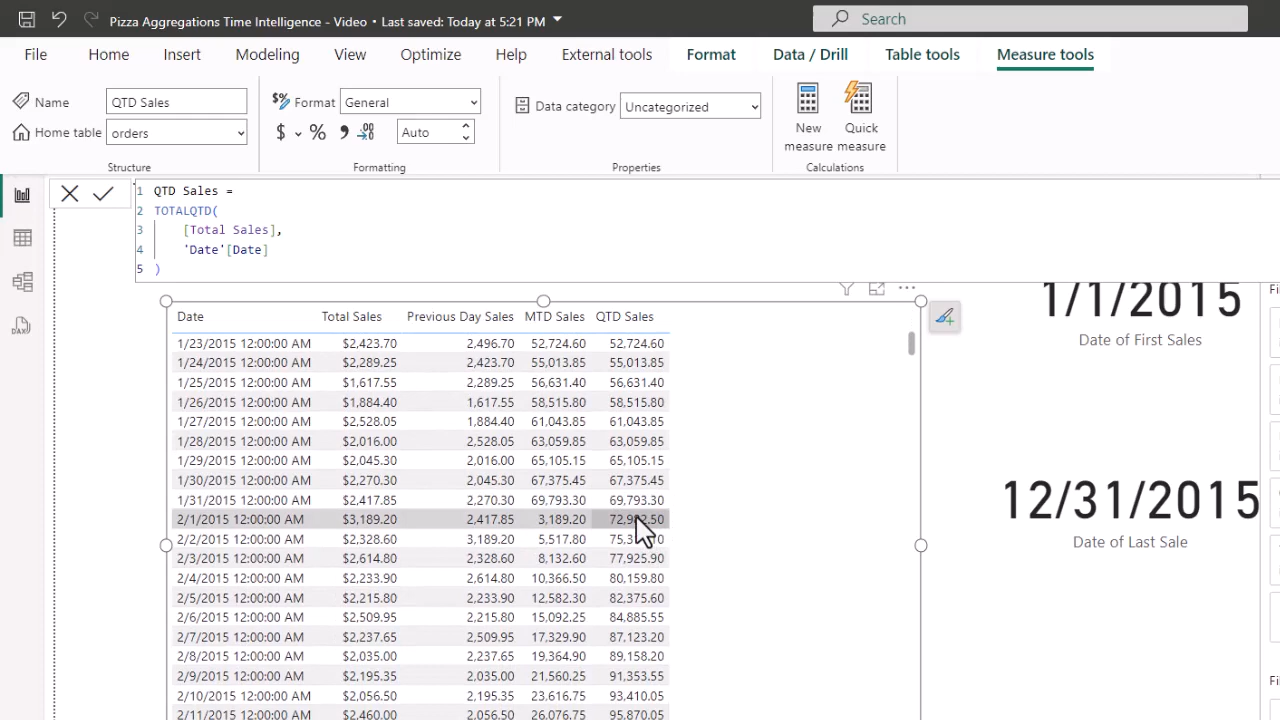 Pizza Aggregations Time Intelligence - Video • Last saved: Today at 5:21 PM
Search
File Home Insert Modeling View Optimize Help External tools Format Data / Drill Table tools Measure tools
Name QTD Sales
Home table orders
Structure
Format General
$ % Auto
Formatting
Data category Uncategorized
Properties
New measure
Quick measure
Calculations
1 QTD Sales =
2 TOTALQTD(
3 [Total Sales],
4 'Date'[Date]
5 )
Date Total Sales Previous Day Sales MTD Sales QTD Sales
1/23/2015 12:00:00 AM $2,423.70 2,496.70 52,724.60 52,724.60
1/24/2015 12:00:00 AM $2,289.25 2,423.70 55,013.85 55,013.85
1/25/2015 12:00:00 AM $1,617.55 2,289.25 56,631.40 56,631.40
1/26/2015 12:00:00 AM $1,884.40 1,617.55 58,515.80 58,515.80
1/27/2015 12:00:00 AM $2,528.05 1,884.40 61,043.85 61,043.85
1/28/2015 12:00:00 AM $2,016.00 2,528.05 63,059.85 63,059.85
1/29/2015 12:00:00 AM $2,045.30 2,016.00 65,105.15 65,105.15
1/30/2015 12:00:00 AM $2,270.30 2,045.30 67,375.45 67,375.45
1/31/2015 12:00:00 AM $2,417.85 2,270.30 69,793.30 69,793.30
2/1/2015 12:00:00 AM $3,189.20 2,417.85 3,189.20
2/2/2015 12:00:00 AM $2,328.60 3,189.20 5,517.80
2/3/2015 12:00:00 AM $2,614.80 2,328.60 8,132.60 77,925.90
2/4/2015 12:00:00 AM $2,233.90 2,614.80 10,366.50 80,159.80
2/5/2015 12:00:00 AM $2,215.80 2,233.90 12,582.30 82,375.60
2/6/2015 12:00:00 AM $2,509.95 2,215.80 15,092.25 84,885.55
2/7/2015 12:00:00 AM $2,237.65 2,509.95 17,329.90 87,123.20
2/8/2015 12:00:00 AM $2,035.00 2,237.65 19,364.90 89,158.20
2/9/2015 12:00:00 AM $2,195.35 2,035.00 21,560.25 91,353.55
2/10/2015 12:00:00 AM $2,056.50 2,195.35 23,616.75 93,410.05
2/11/2015 12:00:00 AM $2,460.00 2,056.50 26,076.75 95,870.05
1/1/2015
Date of First Sales
12/31/2015
Date of Last Sale